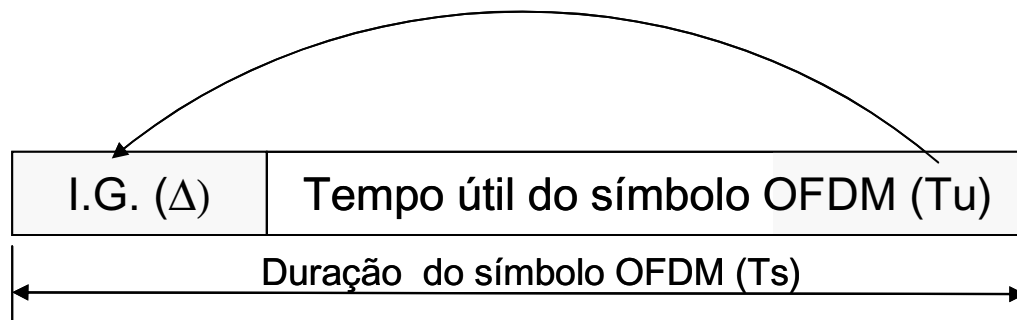 I.G. (Δ)
Tempo útil do símbolo OFDM (Tu)
Duração do símbolo OFDM (Ts)